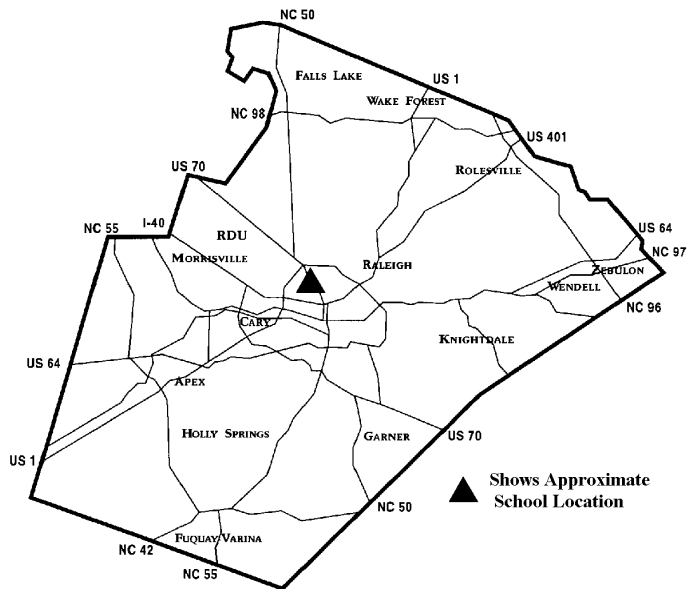 NC 50
FALLS LAKE
US 1
WAKE FOREST
NC 98
US 401
US 70
ROLESVILLE
NC 55
I-40
RDU
MORRISVILLE
RALEIGH
US 64
NC 97
ZEBULON
WENDELL
NC 96
CARY
KNIGHTDALE
US 64
APEX
HOLLY SPRINGS
GARNER
US 70
US 1
Shows Approximate
School Location
NC 50
NC 42
FUQUAY VARINA
NC 55